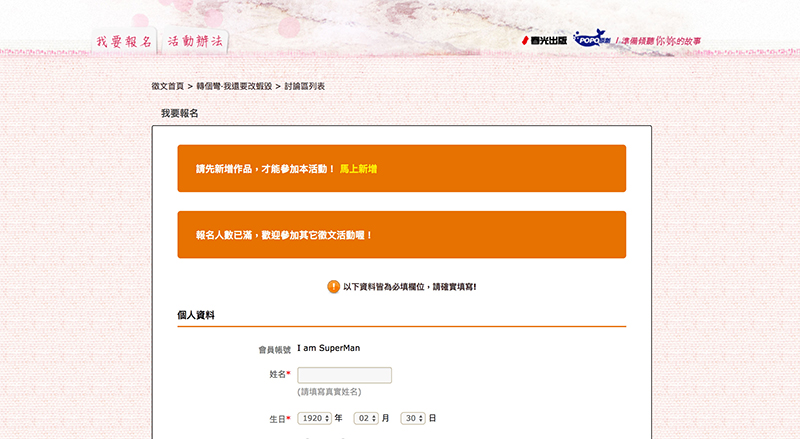 我要報名 活動辦法
春光出版 POPO原創 准備傾聽你妳的故事
徵文首頁 > 轉個彎-我還要改蝦毀 > 討論區列表
我要報名
請先新增作品，才能參加本活動！ 馬上新增
報名人數已滿，歡迎參加其它徵文活動喔！
! 以下資料皆為必填欄位，請確實填寫!
個人資料
會員帳號 I am SuperMan
姓名*
(請填寫真實姓名)
生日* 1920 年 02 月 30 日